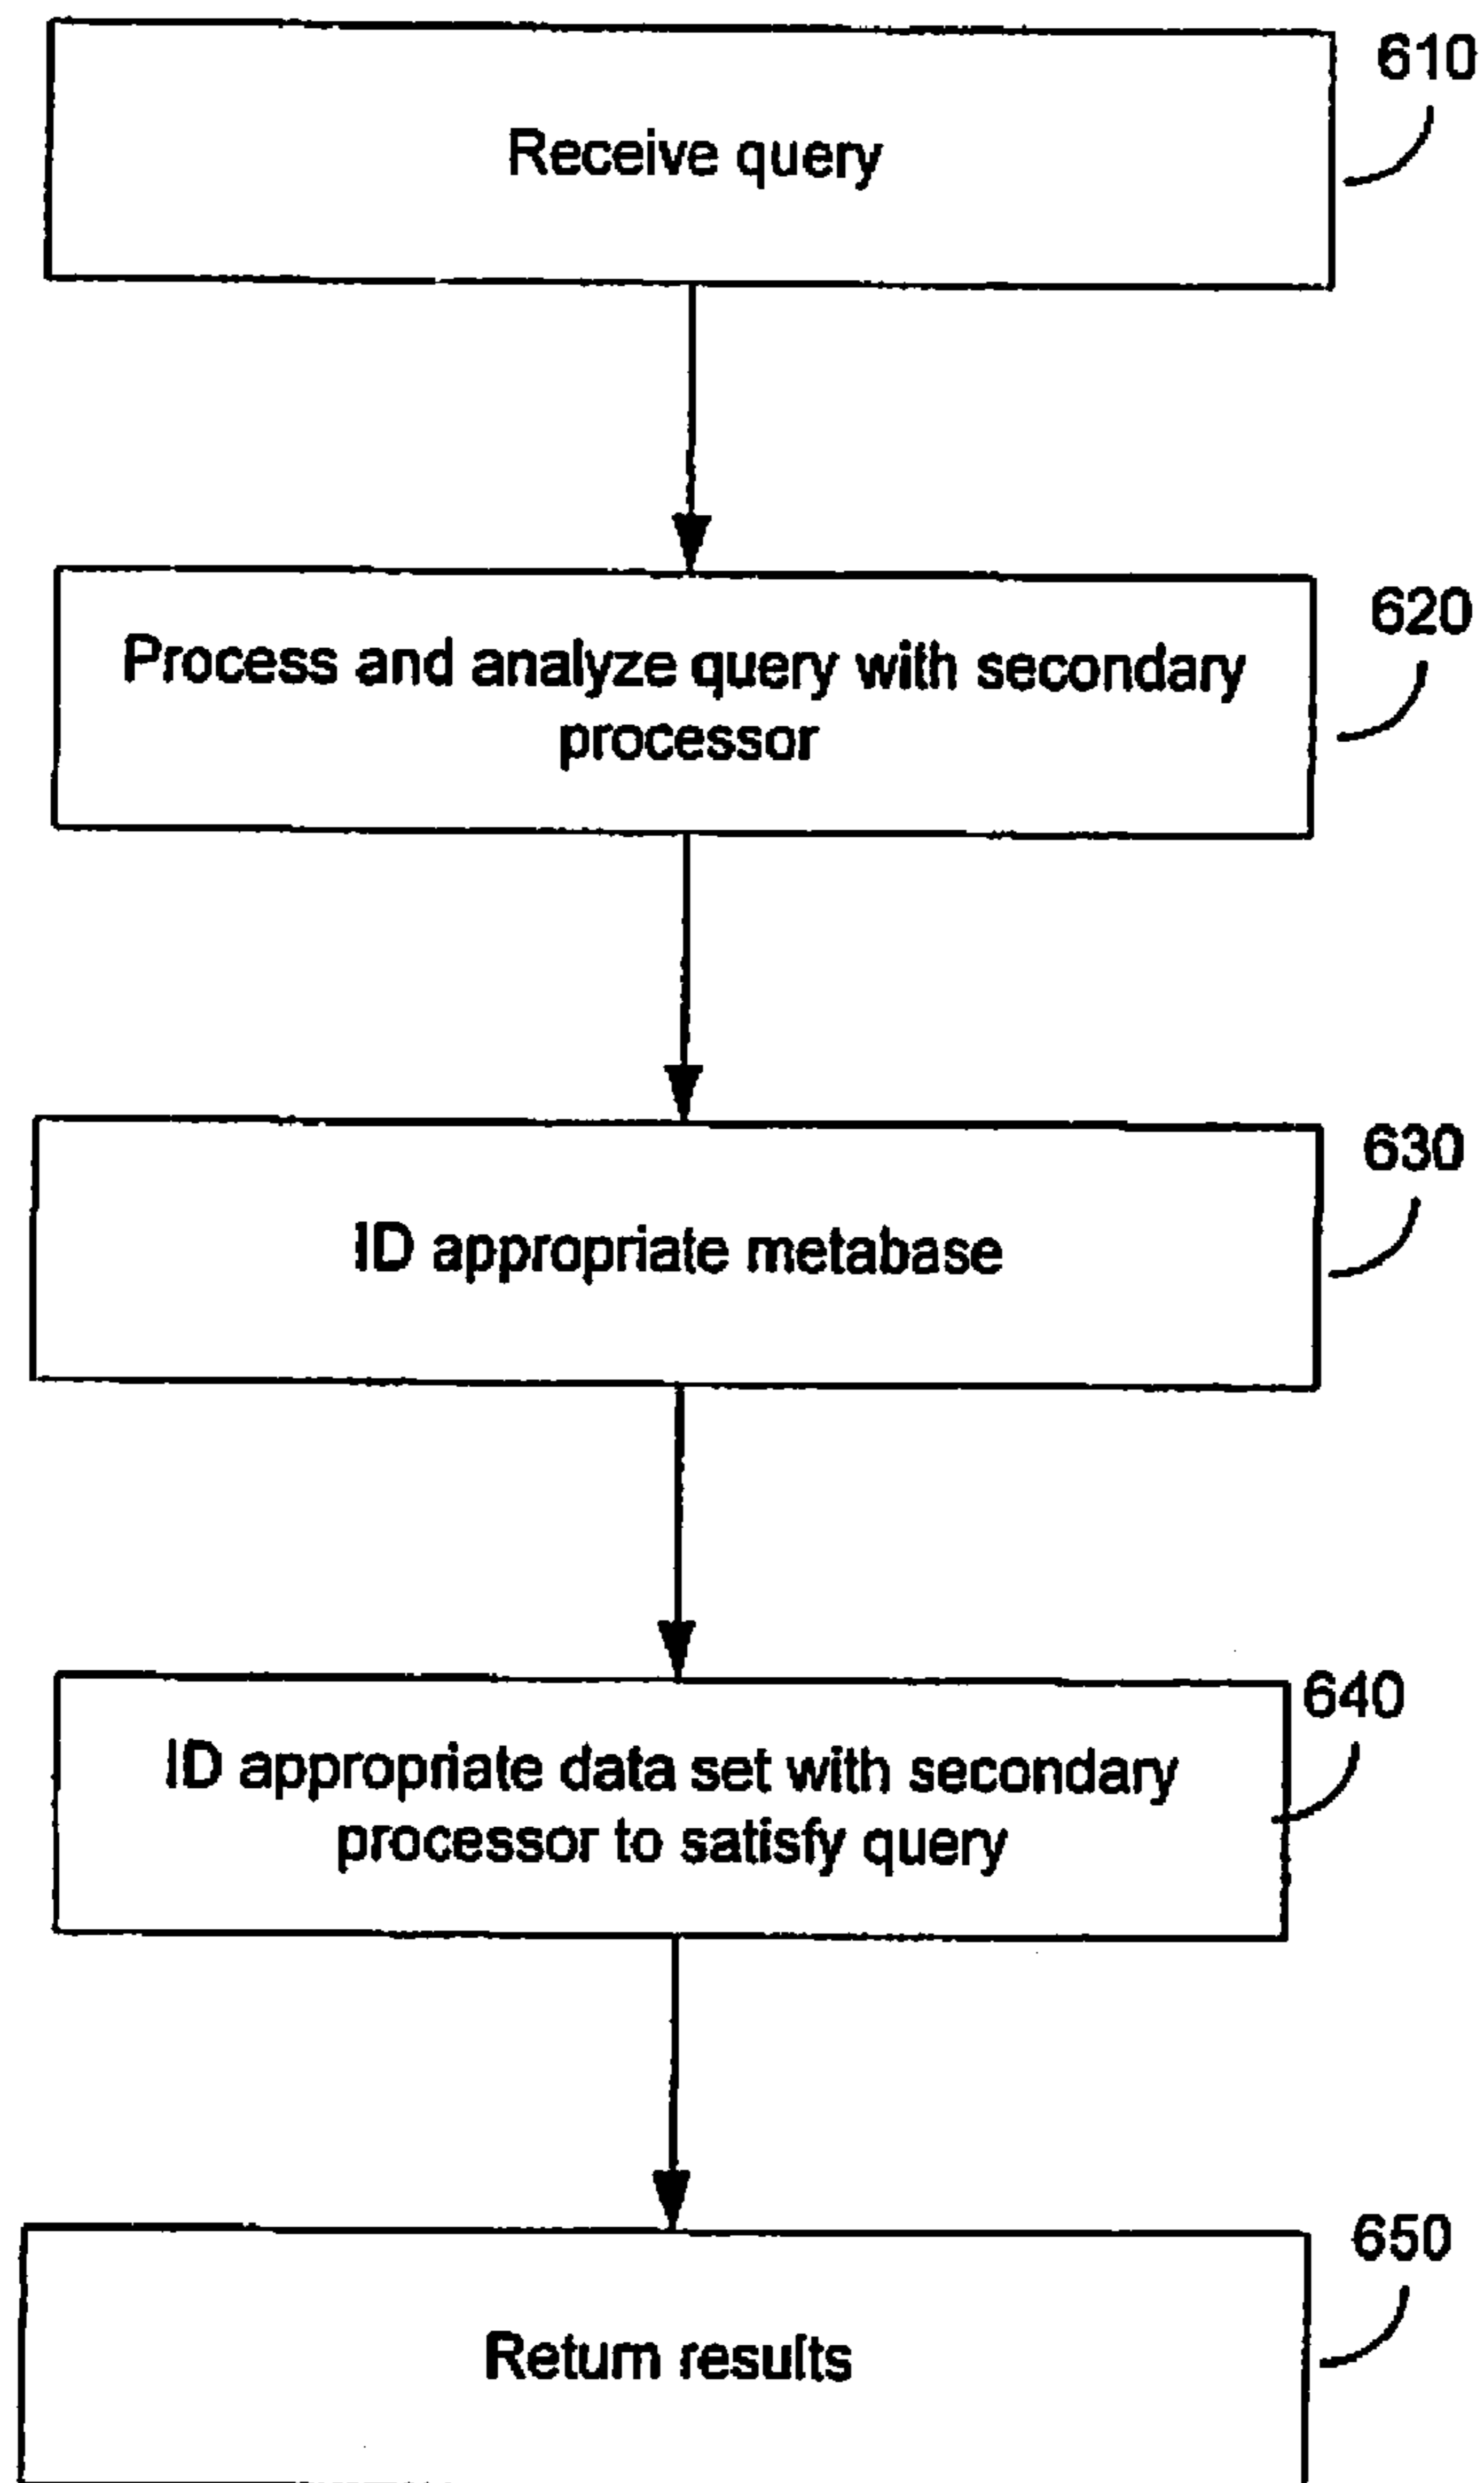 610
Receive query
620
Process and analyze query with secondary
processor
630
ID appropriate metabase
640
ID appropriate data set with secondary
processor to satisfy query
650
Return results